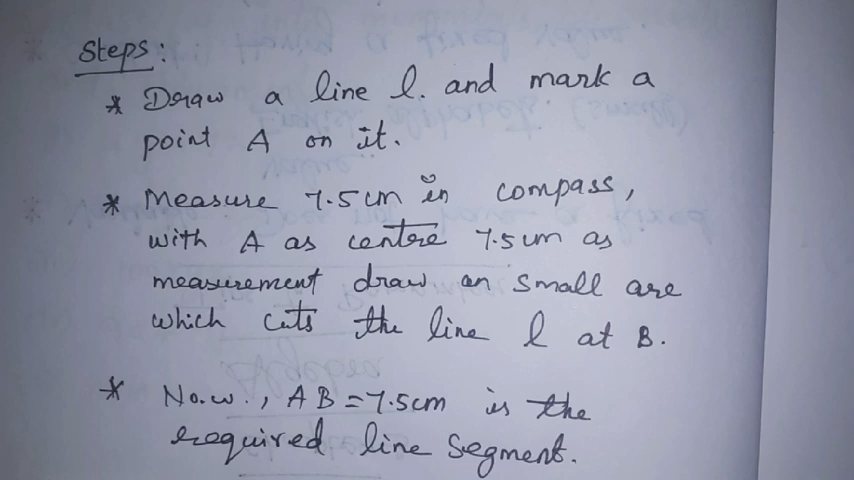 Steps:
* Draw a line l. and mark a
point A on it.
* Measure 7.5cm in compass,
with A as centre 7.5cm as
measurement draw an small arc
which cuts the line l at B.
* Now, AB=7.5cm is the
required line segment.